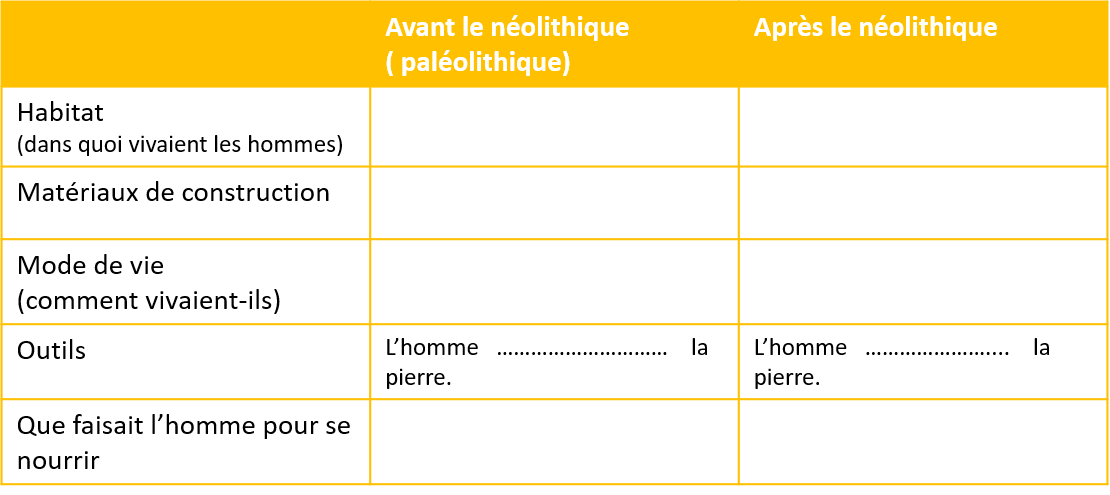 Avant le néolithique
( paléolithique)
Après le néolithique
Habitat
(dans quoi vivaient les hommes)
Matériaux de construction
Mode de vie
(comment vivaient-ils)
Outils
L’homme ………………………… la
pierre.
L’homme ………………….... la
pierre.
Que faisait l’homme pour se
nourrir